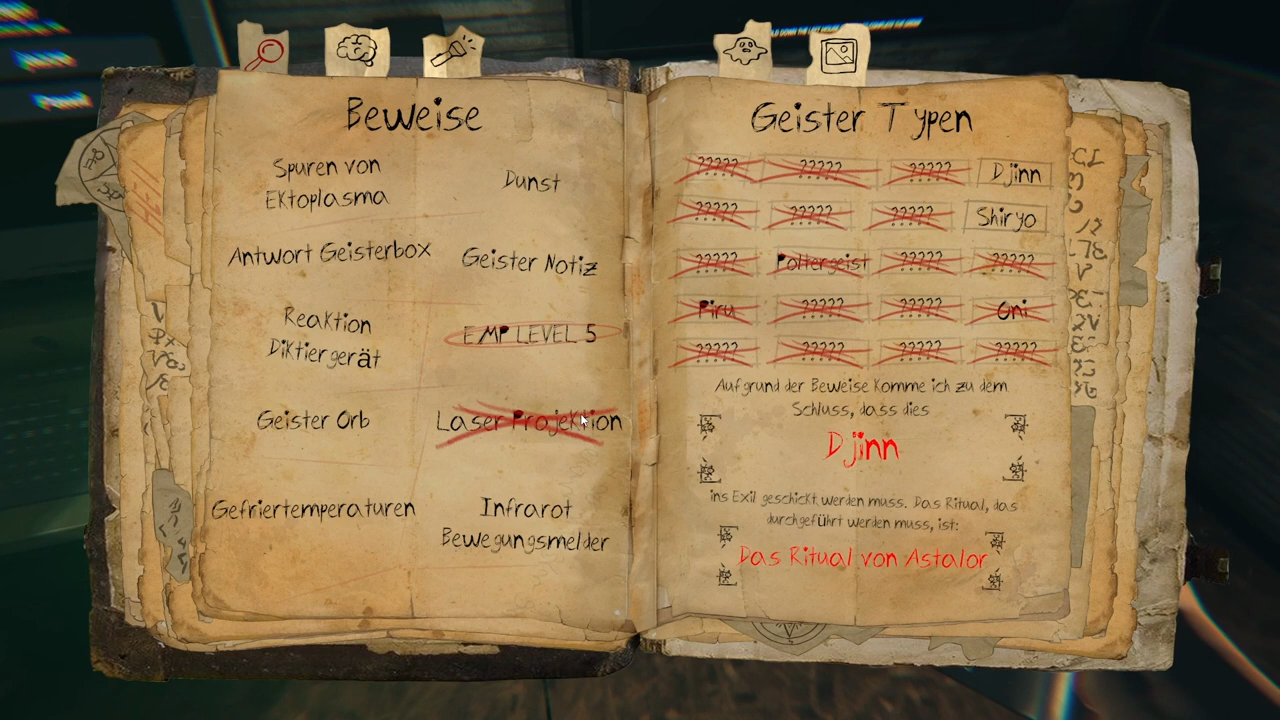 Beweise
Spuren von
Ektoplasma
Dunst
Antwort Geisterbox
Geister Notiz
Reaktion
Diktiergerät
EMP LEVEL 5
Geister Orb
Laser Projektion
Gefriertemperaturen
Infrarot
Bewegungsmelder
Geister Typen
????? ????? ????? Djinn
????? ????? ????? Shiryo
????? Poltergeist ????? ?????
Piru ????? ????? Oni
????? ????? ????? ?????
Aufgrund der Beweise komme ich zu dem
Schluss, dass dies
Djinn
ins Exil geschickt werden muss. Das Ritual, das
durchgeführt werden muss, ist:
Das Ritual von Astalor